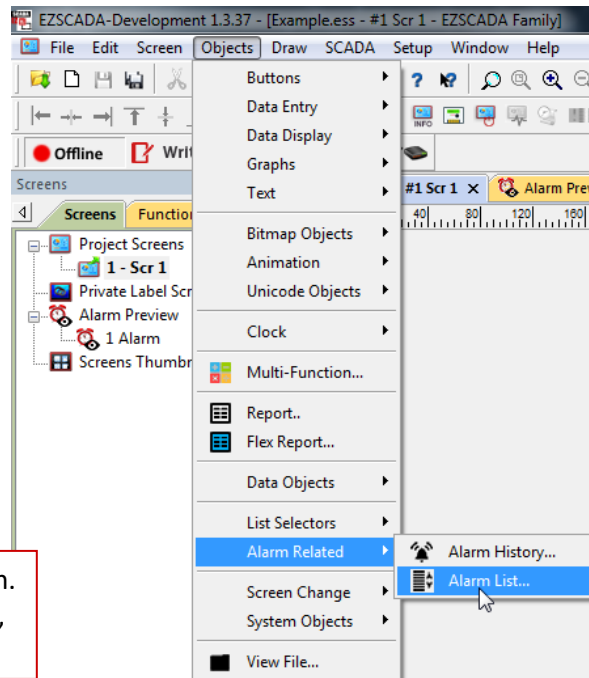 EZSCADA-Development 1.3.37 - [Example.ess - #1 Scr 1 - EZSCADA Family]
File Edit Screen Objects Draw SCADA Setup Window Help
INFO
Offline Writ
Screens
#1 Scr 1 Alarm Pre
Screens Function
40 80 120 160
Project Screens
1 - Scr 1
Private Label Scr
Alarm Preview
1 Alarm
Screens Thumbr
Buttons
Data Entry
Data Display
Graphs
Text
Bitmap Objects
Animation
Unicode Objects
Clock
Multi-Function...
Report..
Flex Report...
Data Objects
List Selectors
Alarm Related
Screen Change
System Objects
View File...
Alarm History...
Alarm List...